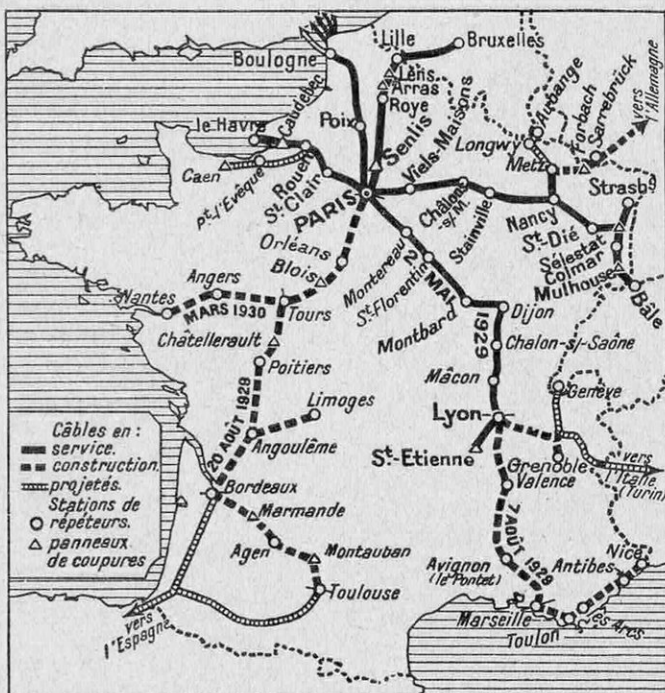 Lille
Bruxelles
Boulogne
Lens
Arras
Roye
Caudebec
le Havre
Poix
Senlis
Viels-Maisons
Longwy
Aubange
Forbach
Sarrebrück
vers
l'Allemagne
Caen
Pt. l'Evêque
Rouen
St. Clair
PARIS
Châlons
s/ M.
Stainville
Metz
Nancy
Strasbg
St-Dié
Sélestat
Colmar
Mulhouse
Bâle
Orléans
Blois
Montereau
St-Florentin
2 MAI 1929
Montbard
Dijon
Angers
Nantes
MARS 1930
Tours
Chatellerault
Poitiers
Chalon-s/-Saône
Mâcon
Genève
Limoges
20 AOUT 1929
Angoulême
Lyon
St-Etienne
Grenoble
vers
l'Italie
(Turin)
Valence
Câbles en :
service.
construction.
projetés.
Stations de
répéteurs.
panneaux
de coupures
Bordeaux
Marmande
Agen
Montauban
Toulouse
7 AOUT 1929
Avignon
(le Pontet)
Nice
Antibes
les Arcs
Marseille
Toulon
vers
l'Espagne